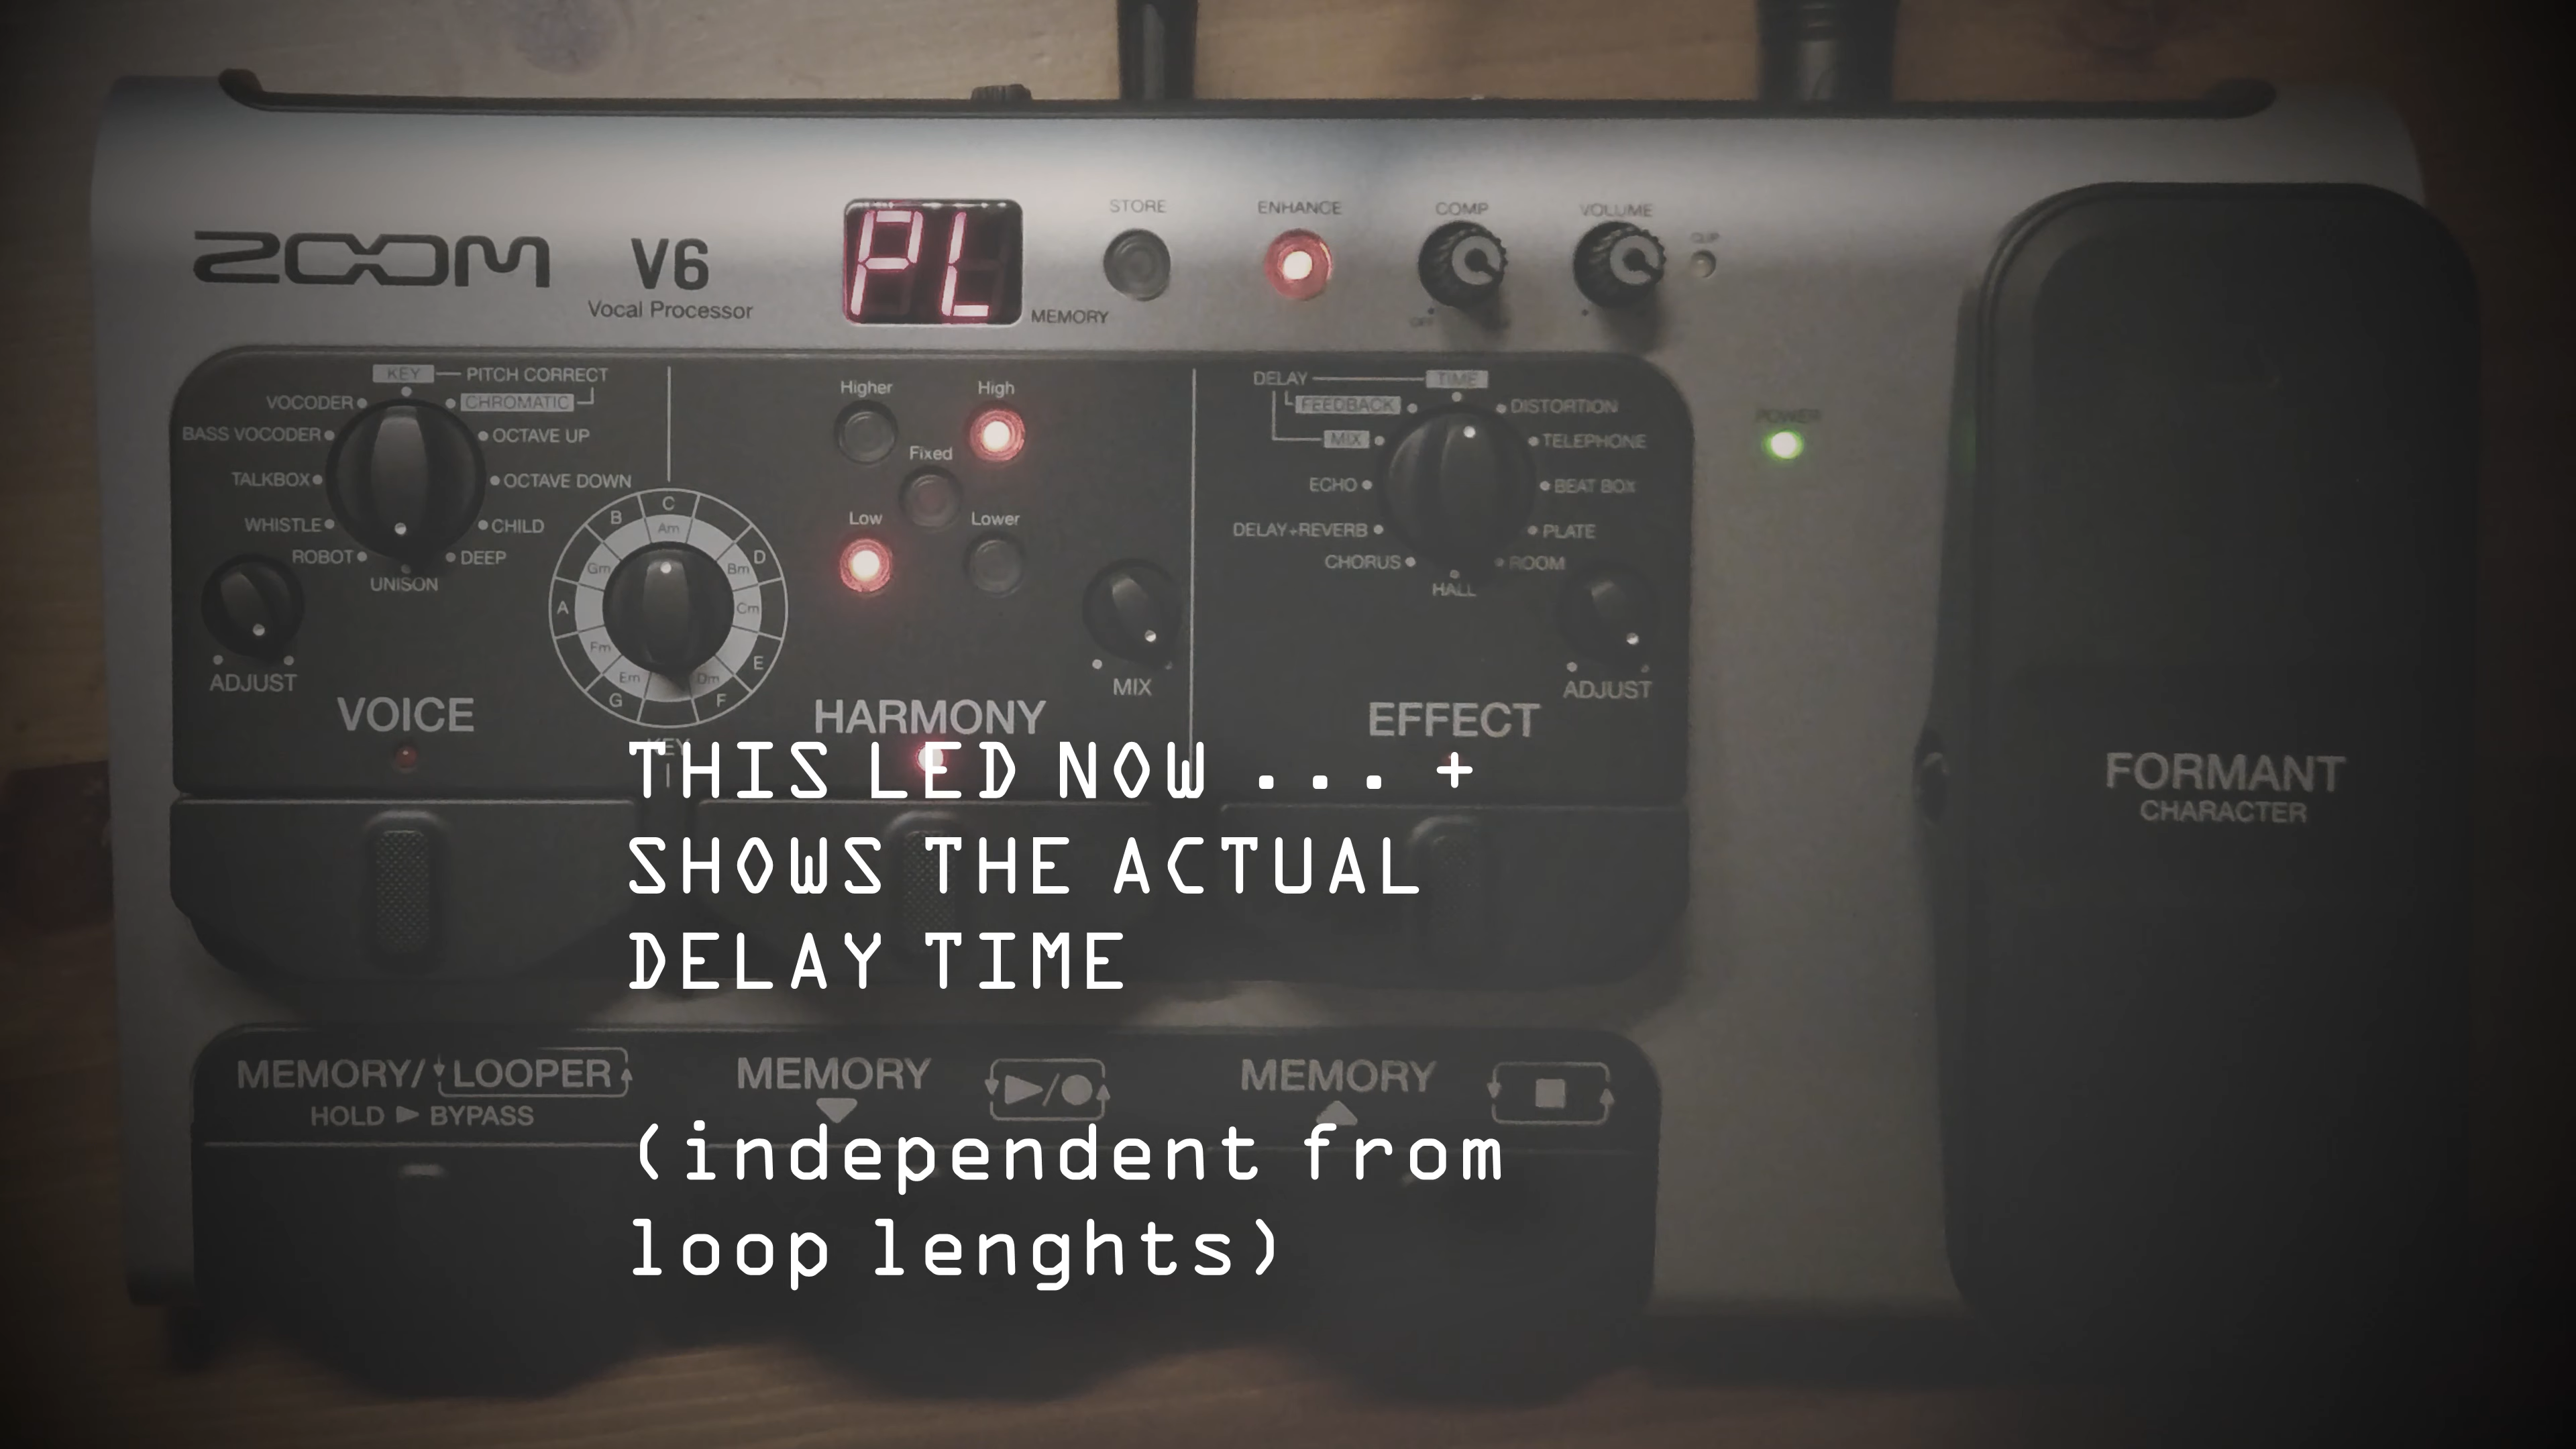 STORE ENHANCE COMP VOLUME
CLIP
ZOOM V6 PL
Vocal Processor MEMORY
OFF
KEY PITCH CORRECT
VOCODER CHROMATIC
BASS VOCODER OCTAVE UP
TALKBOX OCTAVE DOWN
WHISTLE CHILD
ROBOT DEEP
UNISON
ADJUST
VOICE
C
B Am
Gm D Bm
A Cm
Fm E
Em Dm
G F
KEY
Higher High
Fixed
Low Lower
MIX
HARMONY
DELAY TIME
FEEDBACK DISTORTION
MIX TELEPHONE
ECHO BEAT BOX
DELAY+REVERB PLATE
CHORUS ROOM
HALL
ADJUST
EFFECT
POWER
FORMANT
CHARACTER
THIS LED NOW ... +
SHOWS THE ACTUAL
DELAY TIME
MEMORY/ LOOPER MEMORY ▶/● MEMORY ■
HOLD ▶ BYPASS ▼ ▲
(independent from
loop lenghts)